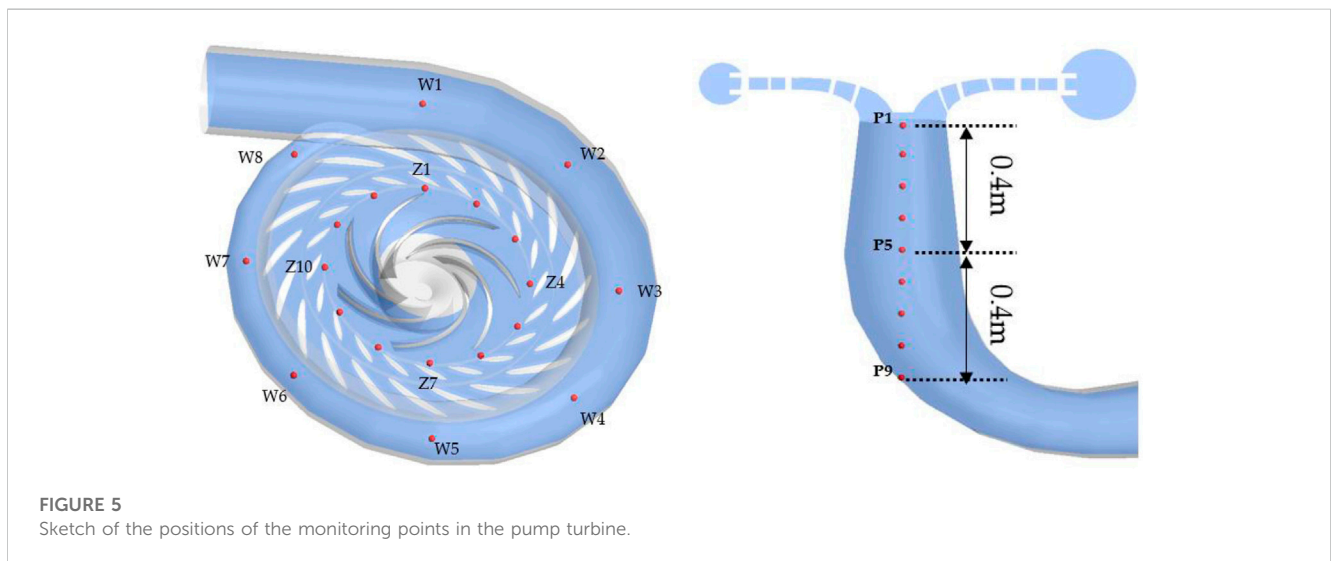 W1
W2
W8
Z1
W7
Z10
Z4
W3
Z7
W6
W4
W5
P1
0.4m
P5
0.4m
P9
FIGURE 5
Sketch of the positions of the monitoring points in the pump turbine.